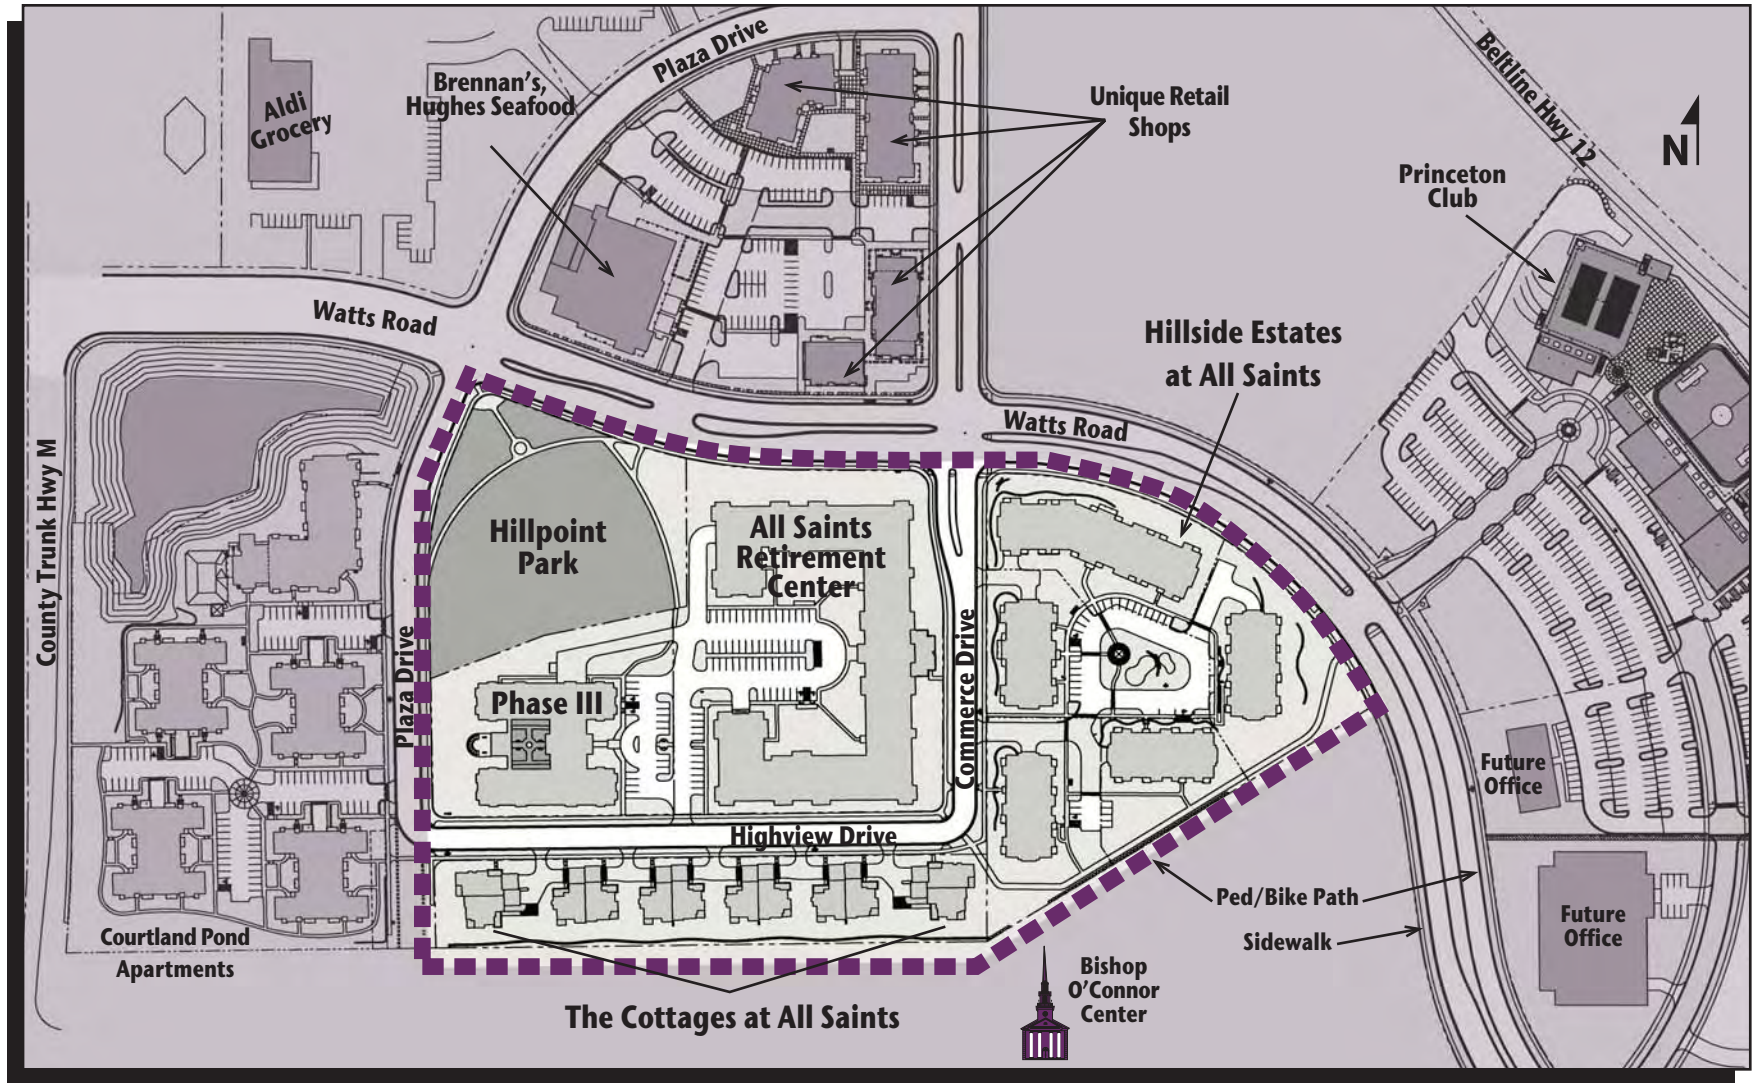 Plaza Drive
Beltline Hwy 12
Brennan's,
Hughes Seafood
Aldi
Grocery
Unique Retail
Shops
N
Princeton
Club
Watts Road
Hillside Estates
at All Saints
Watts Road
County Trunk Hwy M
Hillpoint
Park
All Saints
Retirement
Center
Plaza Drive
Commerce Drive
Phase III
Future
Office
Highview Drive
Ped/Bike Path
Sidewalk
Future
Office
Courtland Pond
Apartments
Bishop
O'Connor
Center
The Cottages at All Saints